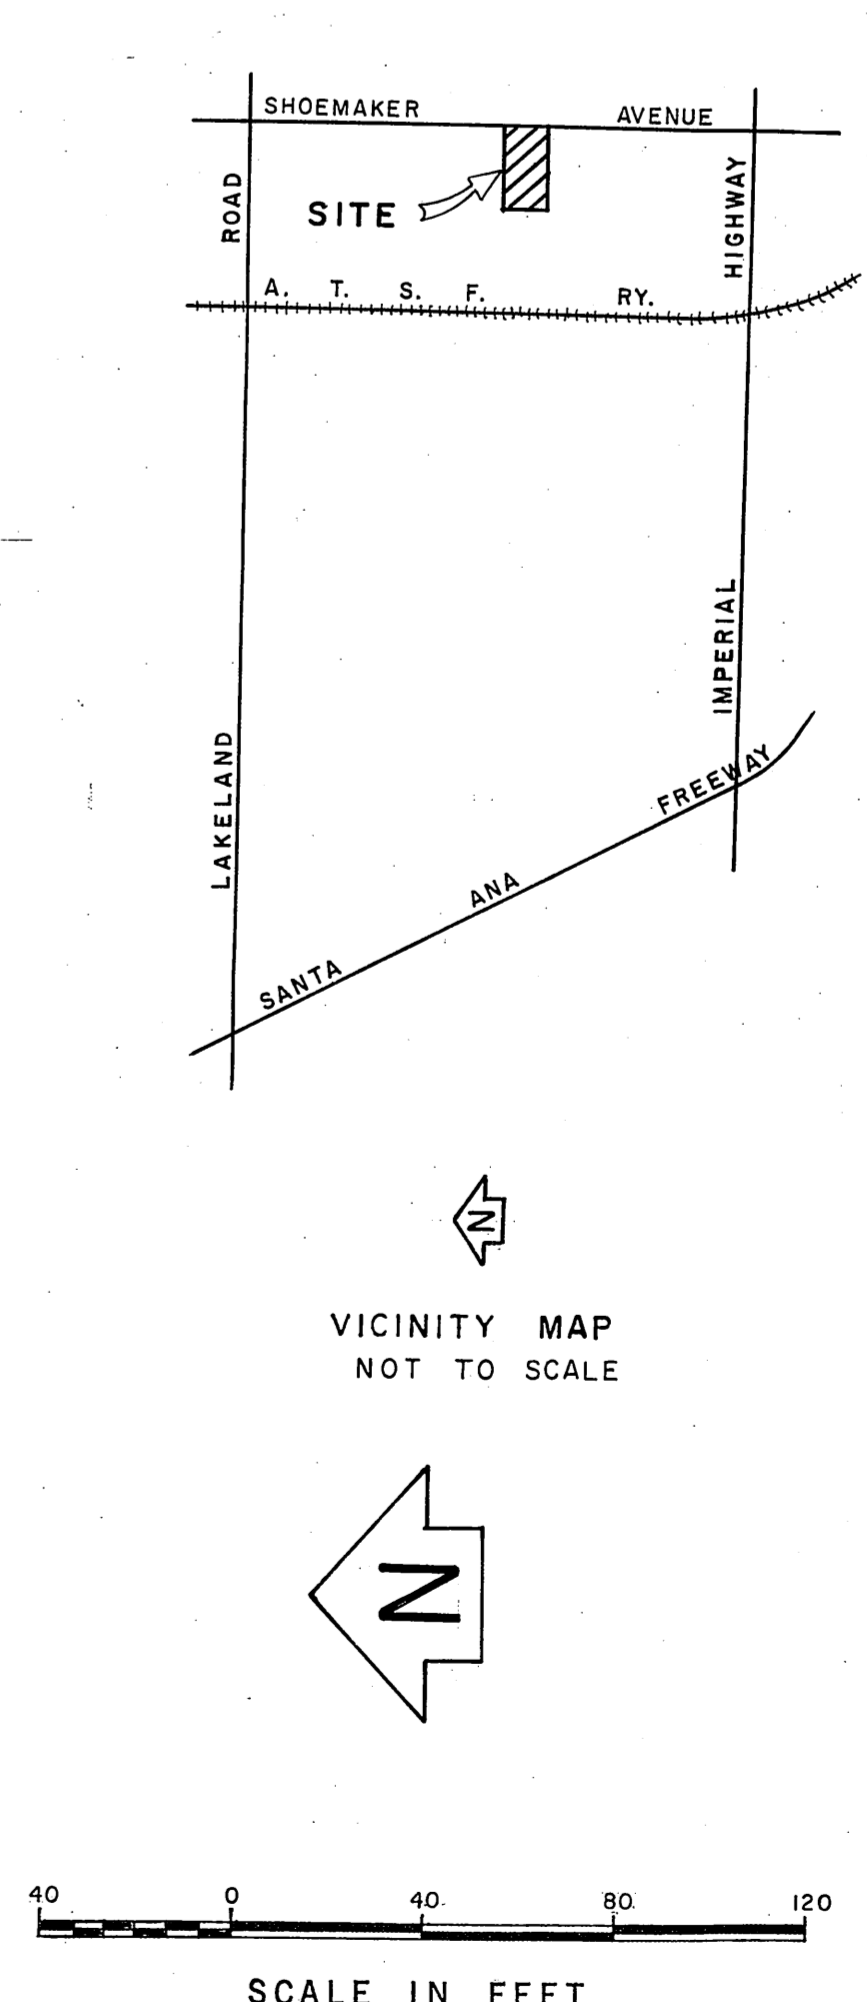 SHOEMAKER AVENUE
ROAD
HIGHWAY
SITE
A. T. S. F. RY.
IMPERIAL
LAKELAND
FREEWAY
ANA
SANTA
N
VICINITY MAP
NOT TO SCALE
N
40 0 40 80 120
SCALE IN FEET